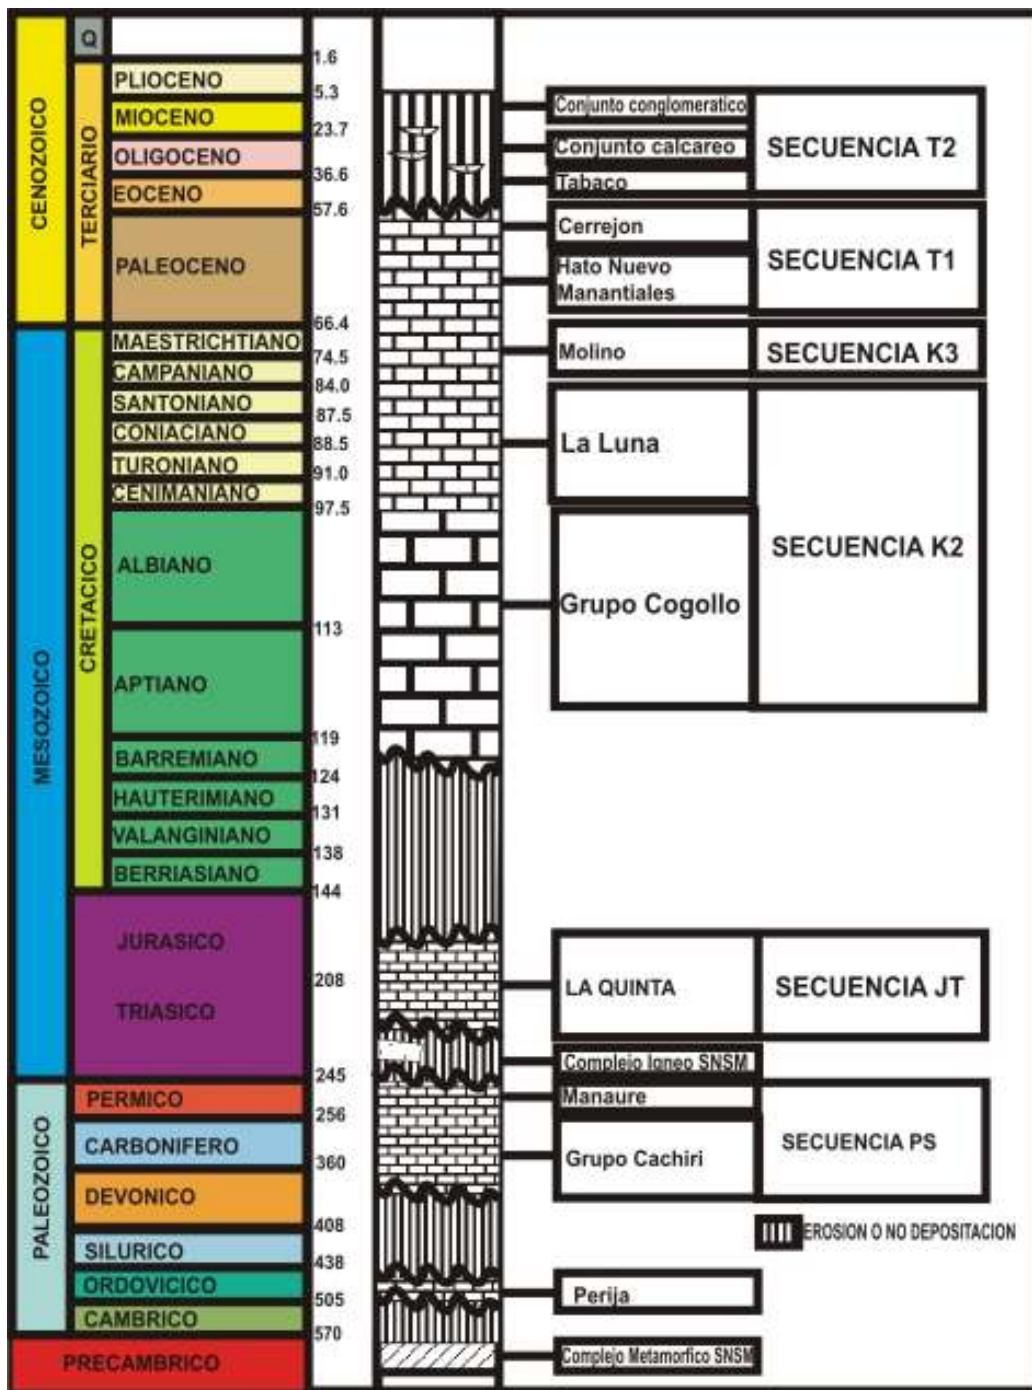 CENOZOICO
TERCIARIO
Q
PLIOCENO
MIOCENO
OLIGOCENO
EOCENO
PALEOCENO
MESOZOICO
CRETACICO
MAESTRICHTIANO
CAMPANIANO
SANTONIANO
CONIACIANO
TURONIANO
CENIMANIANO
ALBIANO
APTIANO
BARREMIANO
HAUTERIMIANO
VALANGINIANO
BERRIASIANO
JURASICO
TRIASICO
PALEOZOICO
PERMICO
CARBONIFERO
DEVONICO
SILURICO
ORDOVICICO
CAMBRICO
PRECAMBRICO
1.6
5.3
23.7
36.6
57.6
66.4
74.5
84.0
87.5
88.5
91.0
97.5
113
119
124
131
138
144
208
245
256
360
408
438
505
570
Conjunto conglomeratico
Conjunto calcareo
Tabaco
SECUENCIA T2
Cerrejon
Hato Nuevo
Manantiales
SECUENCIA T1
Molino
SECUENCIA K3
La Luna
Grupo Cogollo
SECUENCIA K2
LA QUINTA
SECUENCIA JT
Complejo Igneo SNSM
Manaure
Grupo Cachiri
SECUENCIA PS
EROSION O NO DEPOSITACION
Perija
Complejo Metamorfico SNSM